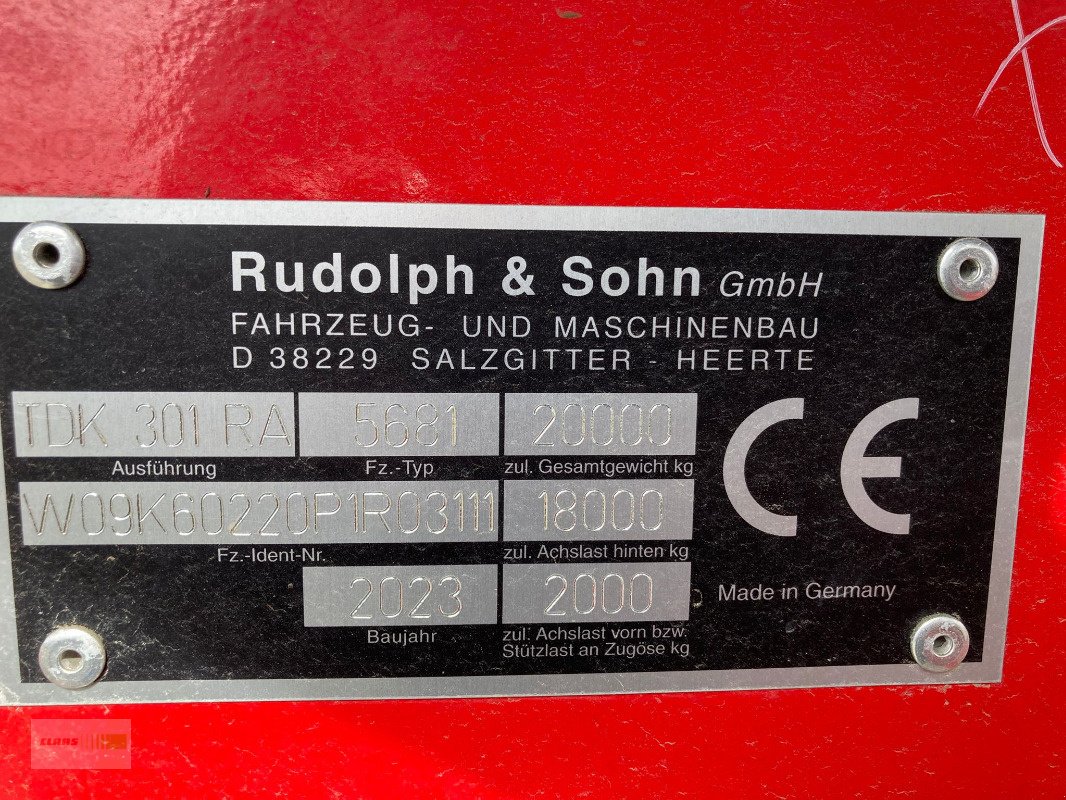 Rudolph & Sohn GmbH
FAHRZEUG- UND MASCHINENBAU
D 38229 SALZGITTER - HEERTE
TDK 301 RA 5681 20000
Ausführung Fz.-Typ zul. Gesamtgewicht kg
W09K60220P1R03111 18000
Fz.-Ident-Nr. zul. Achslast hinten kg
2023 2000
Baujahr zul. Achslast vorn bzw.
Stützlast an Zugöse kg
CE
Made in Germany
CLAAS